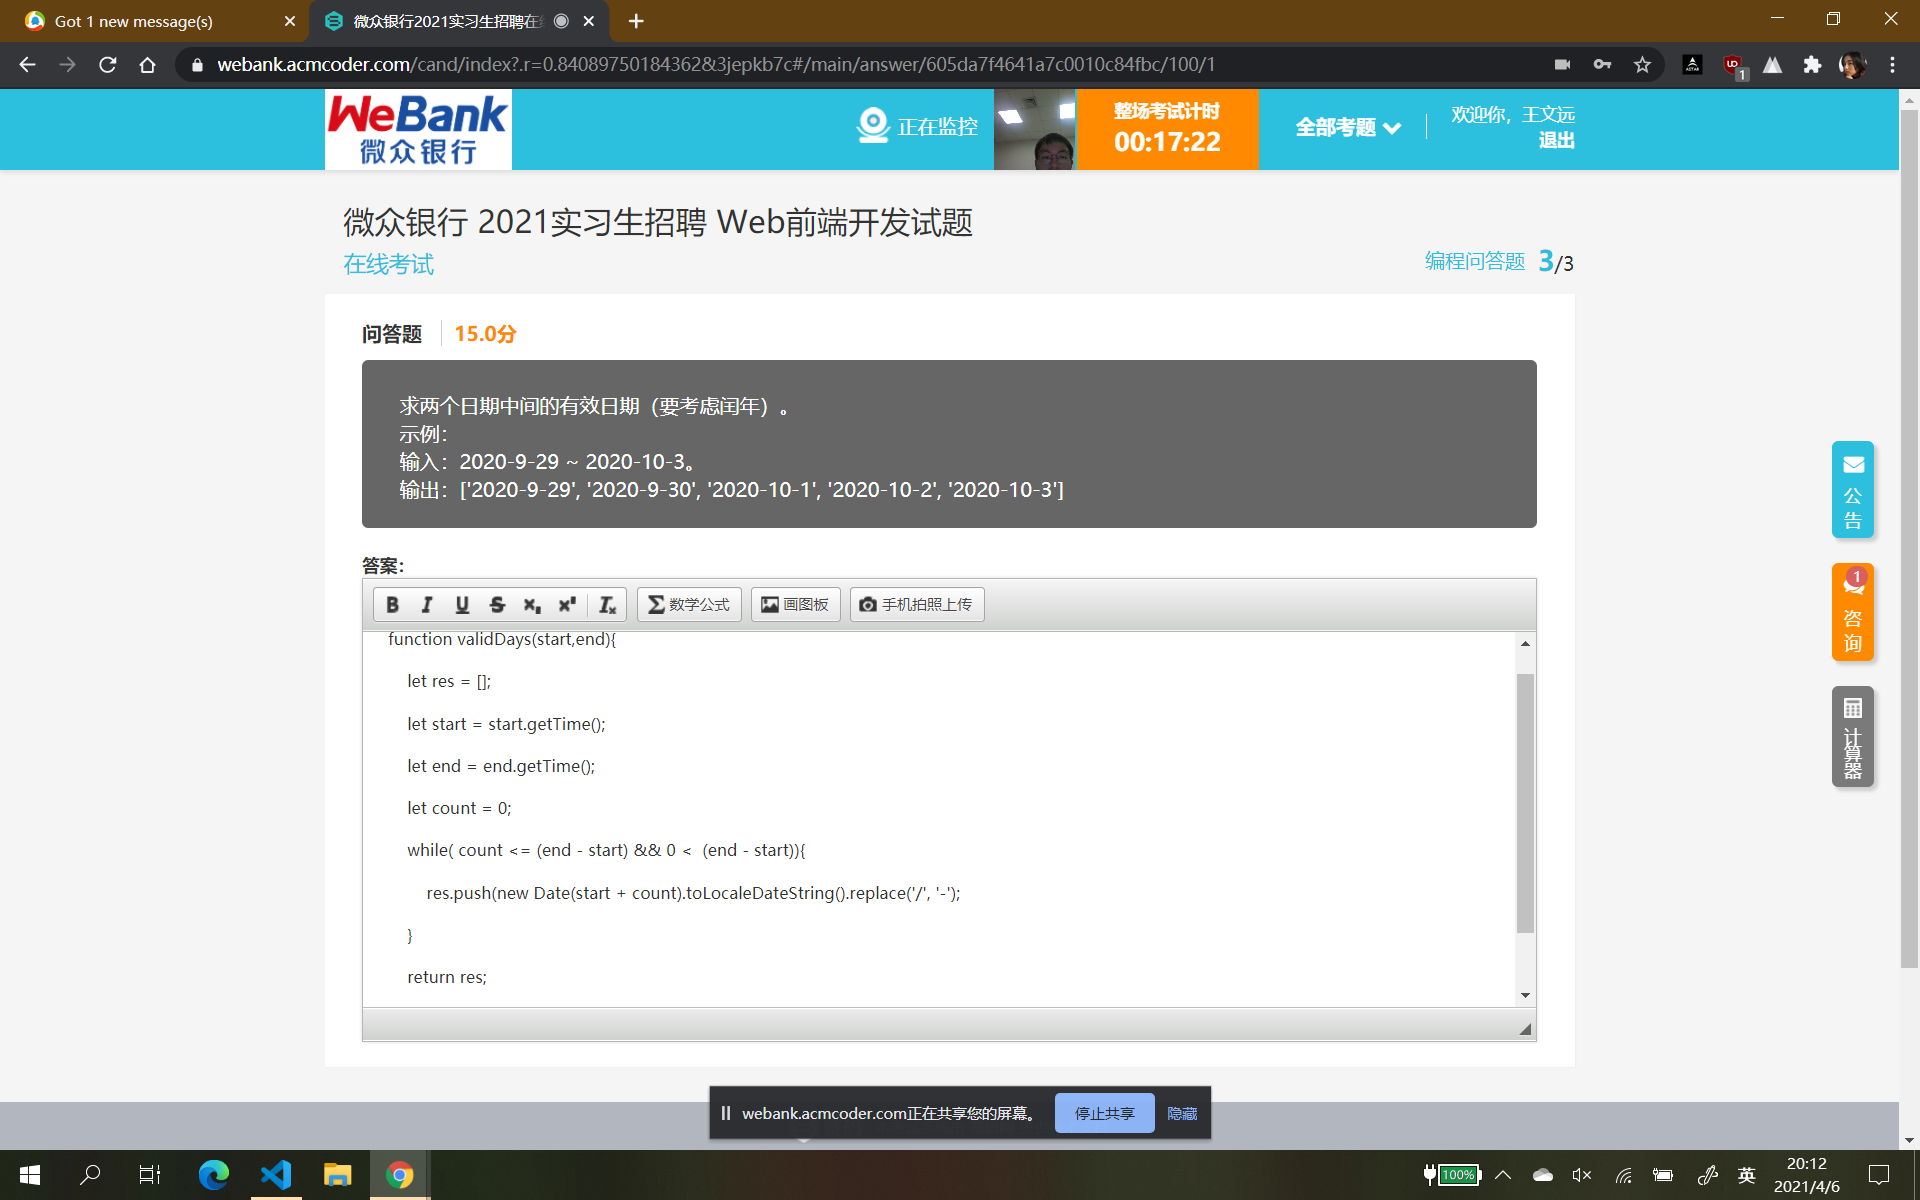 Got 1 new message(s)
微众银行2021实习生招聘在
webank.acmcoder.com/cand/index?.r=0.84089750184362&3jepkb7c#/main/answer/605da7f4641a7c0010c84fbc/100/1
1
WeBank
微众银行
正在监控
整场考试计时
00:17:22
全部考题
欢迎你，王文远
退出
微众银行 2021实习生招聘 Web前端开发试题
在线考试
编程问答题 3/3
问答题 15.0分
求两个日期中间的有效日期（要考虑闰年）。
示例：
输入：2020-9-29 ~ 2020-10-3。
输出：['2020-9-29', '2020-9-30', '2020-10-1', '2020-10-2', '2020-10-3']
答案：
B I U S x₂ xᵃ Iₓ Σ数学公式 画图板 手机拍照上传
function validDays(start,end){
let res = [];
let start = start.getTime();
let end = end.getTime();
let count = 0;
while( count <= (end - start) && 0 < (end - start)){
res.push(new Date(start + count).toLocaleDateString().replace('/', '-');
}
return res;
公告
1
咨询
计算器
webank.acmcoder.com正在共享您的屏幕。 停止共享 隐藏
100%
英
20:12
2021/4/6